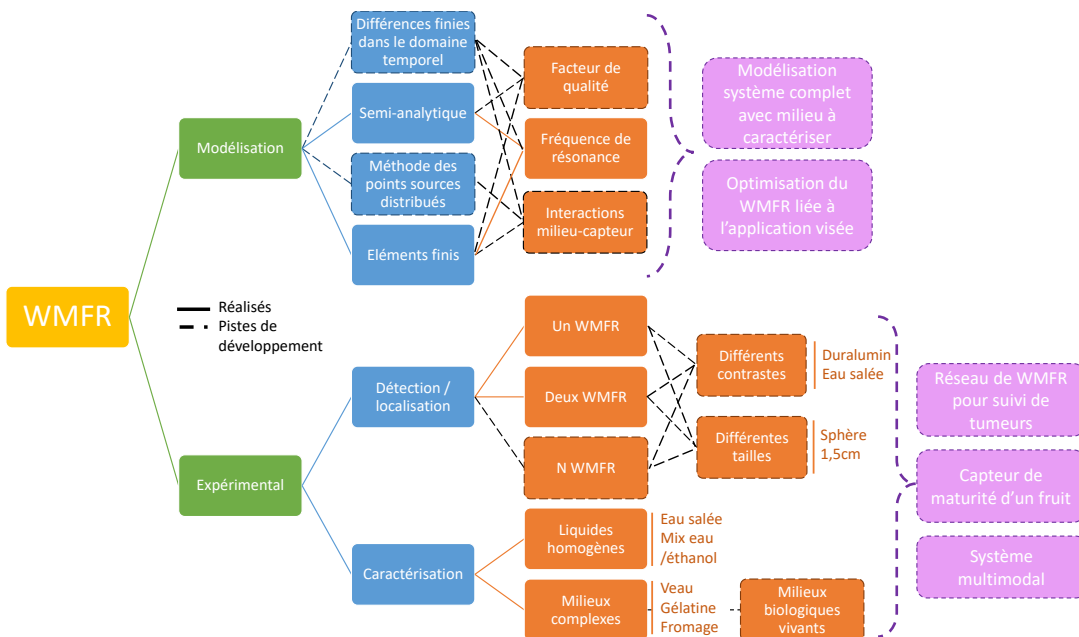 WMFR
Réalisés
Pistes de
développement
Modélisation
Expérimental
Différences finies
dans le domaine
temporel
Semi-analytique
Méthode des
points sources
distribués
Eléments finis
Facteur de
qualité
Fréquence de
résonance
Interactions
milieu-capteur
Modélisation
système complet
avec milieu à
caractériser
Optimisation du
WMFR liée à
l'application visée
Détection /
localisation
Caractérisation
Un WMFR
Deux WMFR
N WMFR
Différents
contrastes
Duralumin
Eau salée
Différentes
tailles
Sphère
1,5cm
Liquides
homogènes
Eau salée
Mix eau
/éthanol
Milieux
complexes
Veau
Gélatine
Fromage
Milieux
biologiques
vivants
Réseau de WMFR
pour suivi de
tumeurs
Capteur de
maturité d'un fruit
Système
multimodal